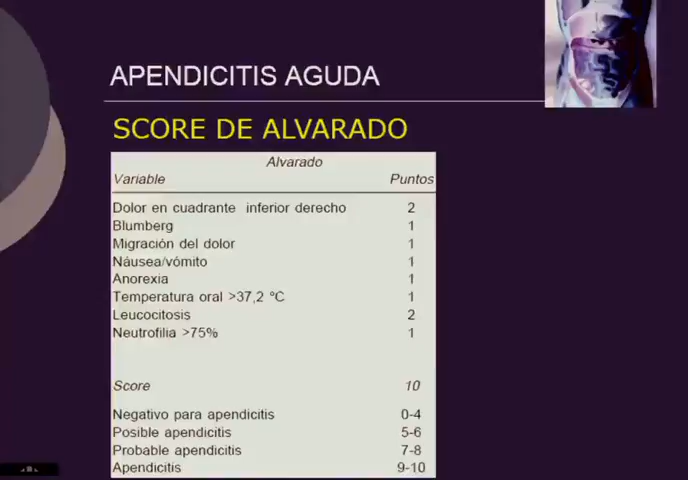 APENDICITIS AGUDA
SCORE DE ALVARADO
Alvarado
Variable Puntos
Dolor en cuadrante inferior derecho 2
Blumberg 1
Migración del dolor 1
Náusea/vómito 1
Anorexia 1
Temperatura oral >37,2 °C 1
Leucocitosis 2
Neutrofilia >75% 1
Score 10
Negativo para apendicitis 0-4
Posible apendicitis 5-6
Probable apendicitis 7-8
Apendicitis 9-10